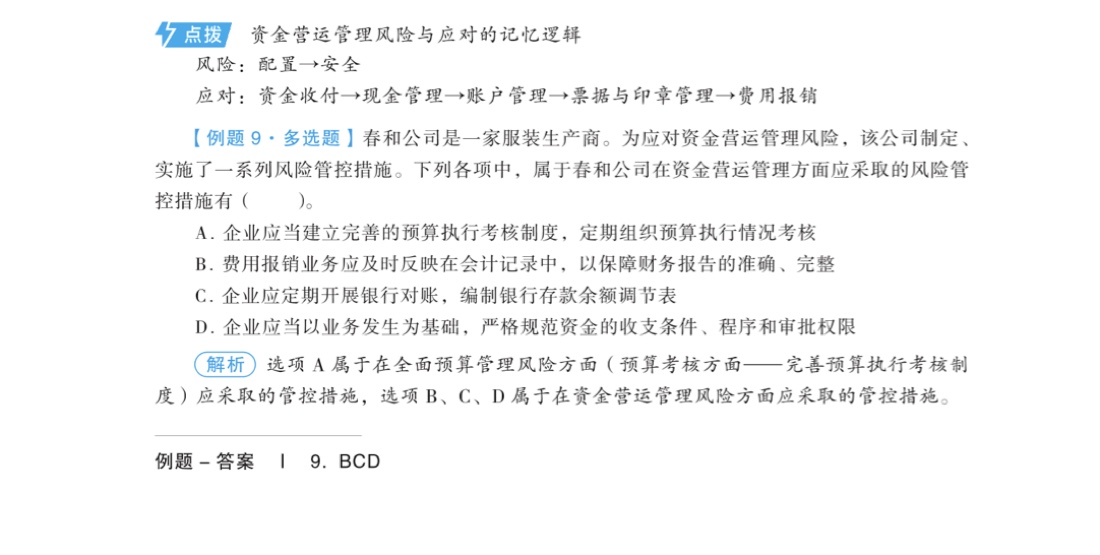 点拨 资金营运管理风险与应对的记忆逻辑
风险：配置→安全
应对：资金收付→现金管理→账户管理→票据与印章管理→费用报销
【例题 9·多选题】春和公司是一家服装生产商。为应对资金营运管理风险，该公司制定、
实施了一系列风险管控措施。下列各项中，属于春和公司在资金营运管理方面应采取的风险管
控措施有（  ）。
A. 企业应当建立完善的预算执行考核制度，定期组织预算执行情况考核
B. 费用报销业务应及时反映在会计记录中，以保障财务报告的准确、完整
C. 企业应定期开展银行对账，编制银行存款余额调节表
D. 企业应当以业务发生为基础，严格规范资金的收支条件、程序和审批权限
解析 选项 A 属于在全面预算管理风险方面（预算考核方面——完善预算执行考核制
度）应采取的管控措施，选项 B、C、D 属于在资金营运管理风险方面应采取的管控措施。
例题 – 答案 | 9. BCD